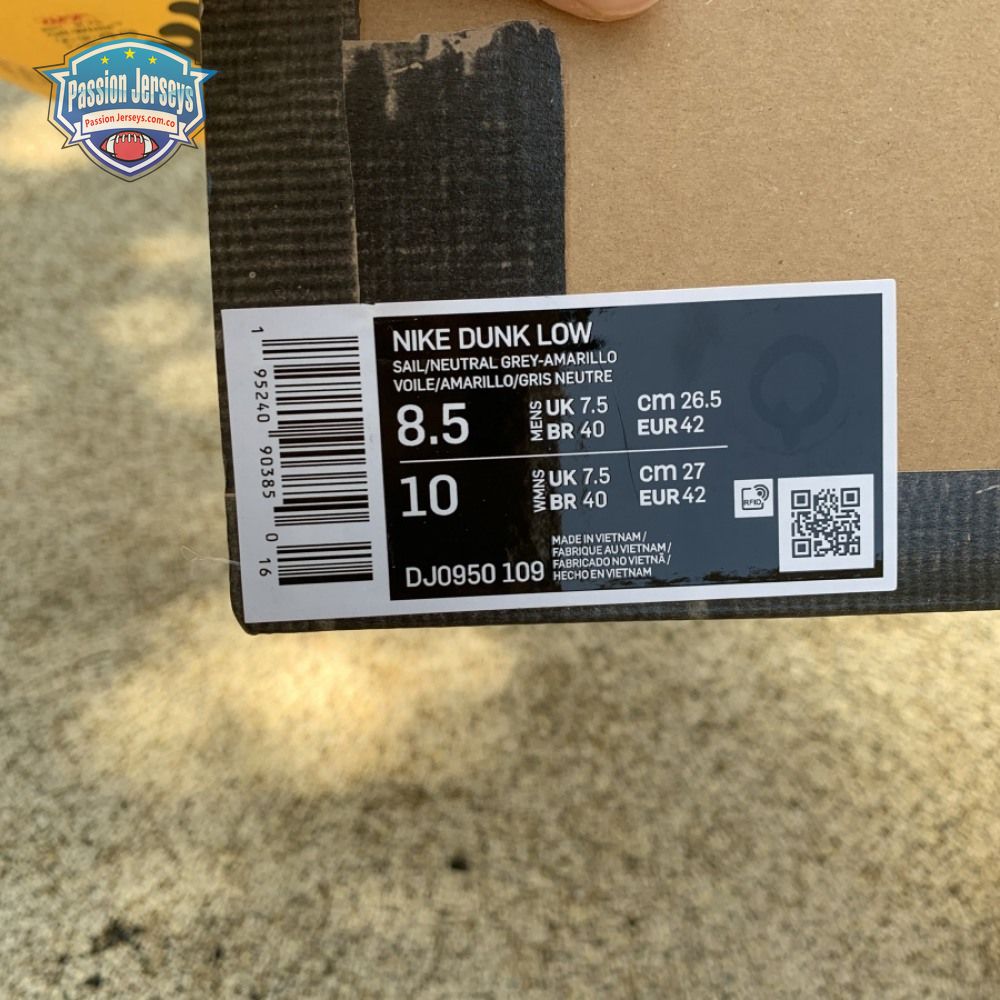 Passion Jerseys
Passion Jerseys.com.co
NIKE DUNK LOW
SAIL/NEUTRAL GREY-AMARILLO
VOILE/AMARILLO/GRIS NEUTRE
8.5
MENS
UK 7.5
cm 26.5
BR 40
EUR 42
10
WMNS
UK 7.5
cm 27
BR 40
EUR 42
RFID
MADE IN VIETNAM /
FABRIQUE AU VIETNAM /
FABRICADO NO VIETNÃ /
HECHO EN VIETNAM
DJ0950 109
1 95240 90385 0 16